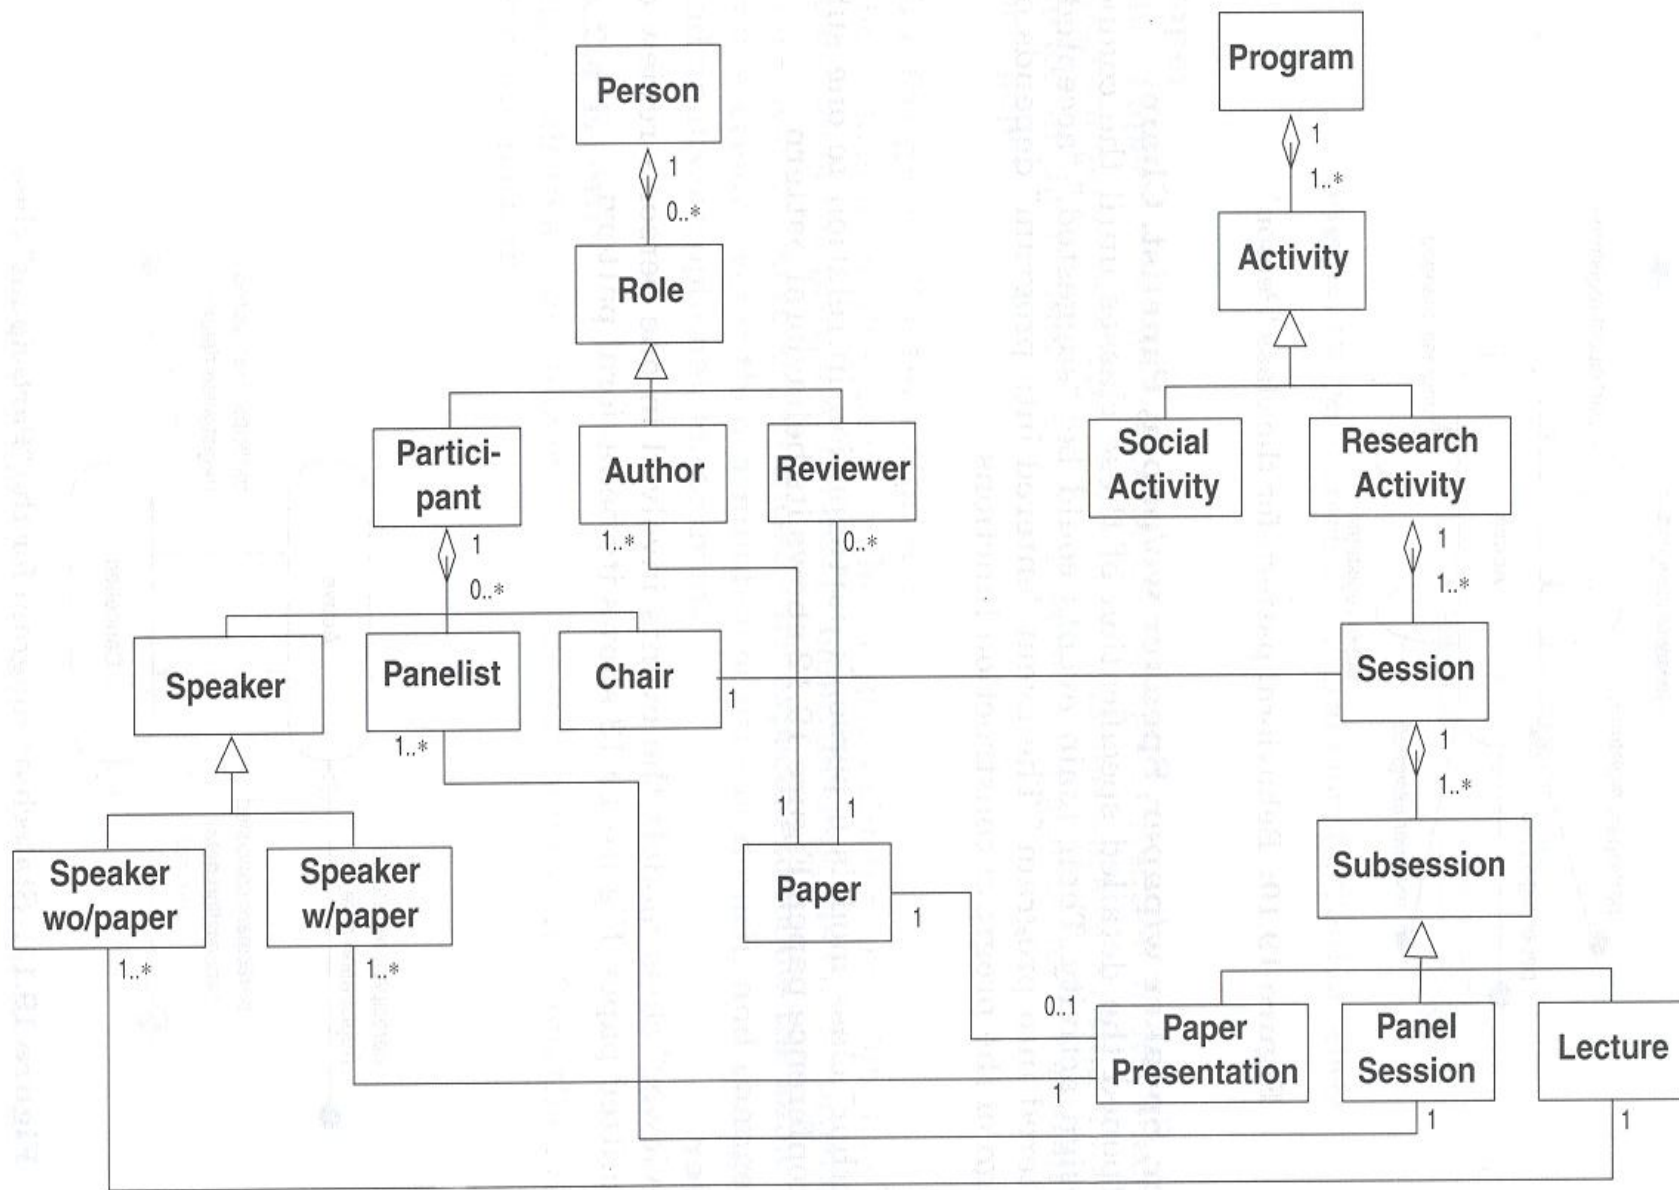 Program
Person
1
1
1..*
0..*
Activity
Role
Social
Activity
Research
Activity
Partici-
pant
Author
Reviewer
1
0..*
1..*
0..*
1
1..*
Speaker
Panelist
Chair
1
Session
1..*
1
1..*
1
1
Speaker
wo/paper
Speaker
w/paper
Paper
Subsession
1
1..*
1..*
0..1
Paper
Presentation
Panel
Session
Lecture
1
1
1